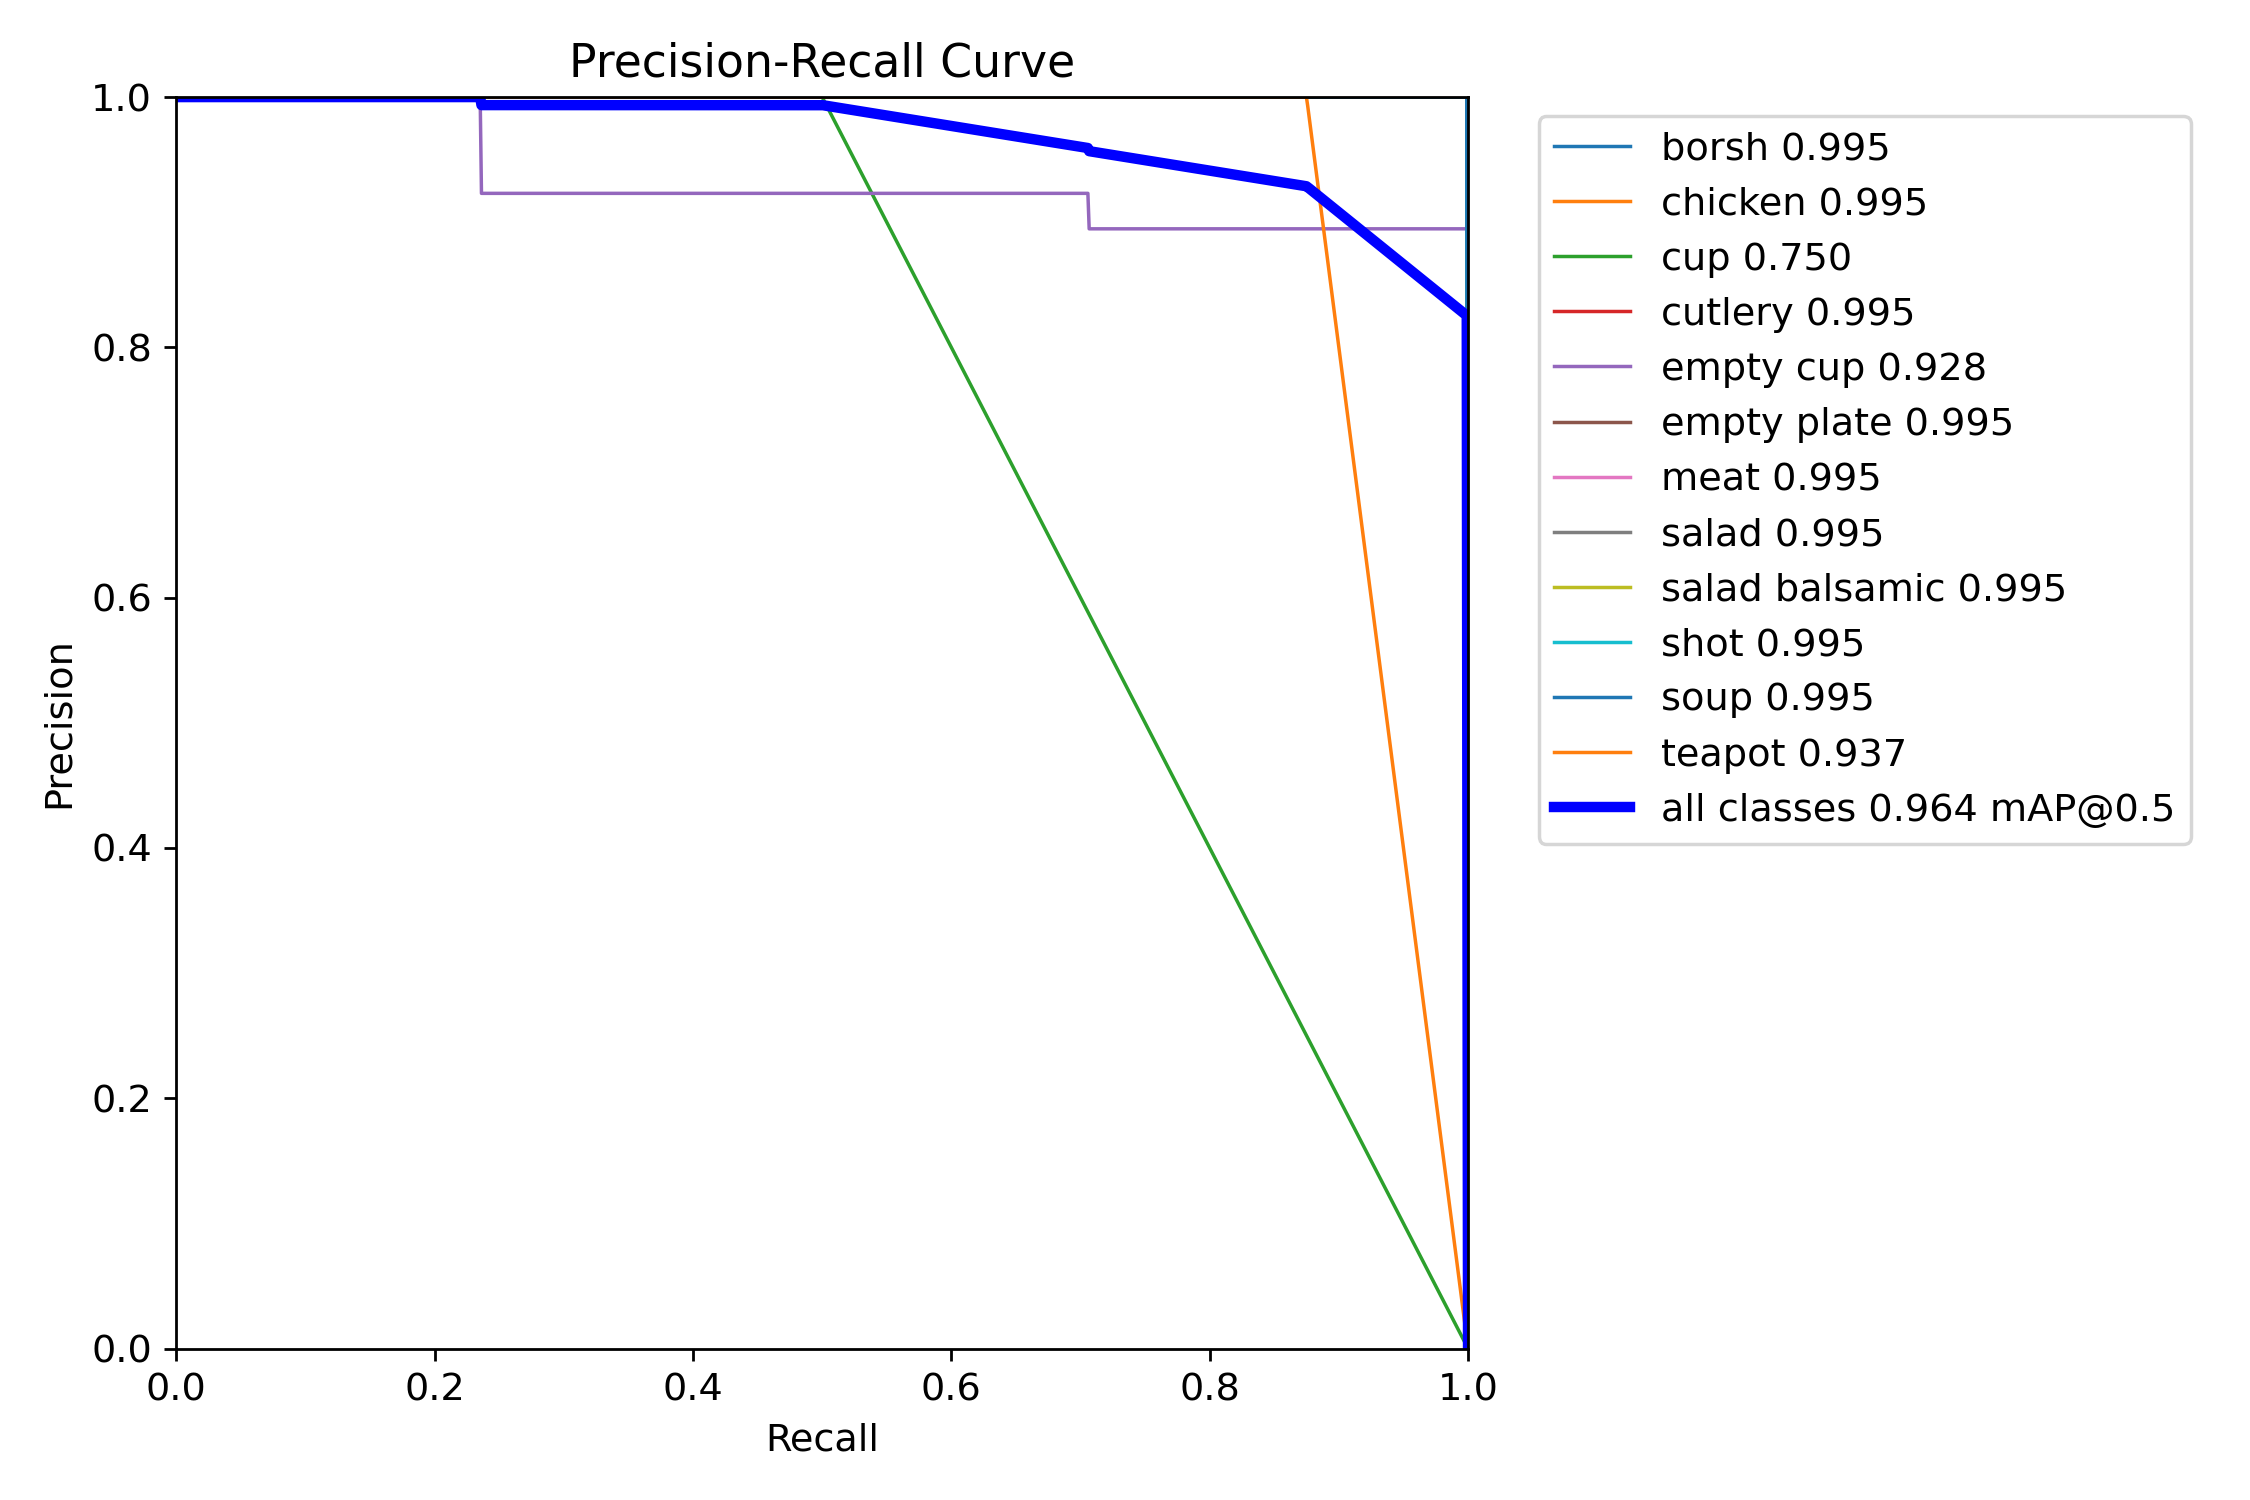 Precision-Recall Curve
1.0
0.8
0.6
0.4
0.2
0.0
Precision
0.0 0.2 0.4 0.6 0.8 1.0
Recall
borsh 0.995
chicken 0.995
cup 0.750
cutlery 0.995
empty cup 0.928
empty plate 0.995
meat 0.995
salad 0.995
salad balsamic 0.995
shot 0.995
soup 0.995
teapot 0.937
all classes 0.964 mAP@0.5